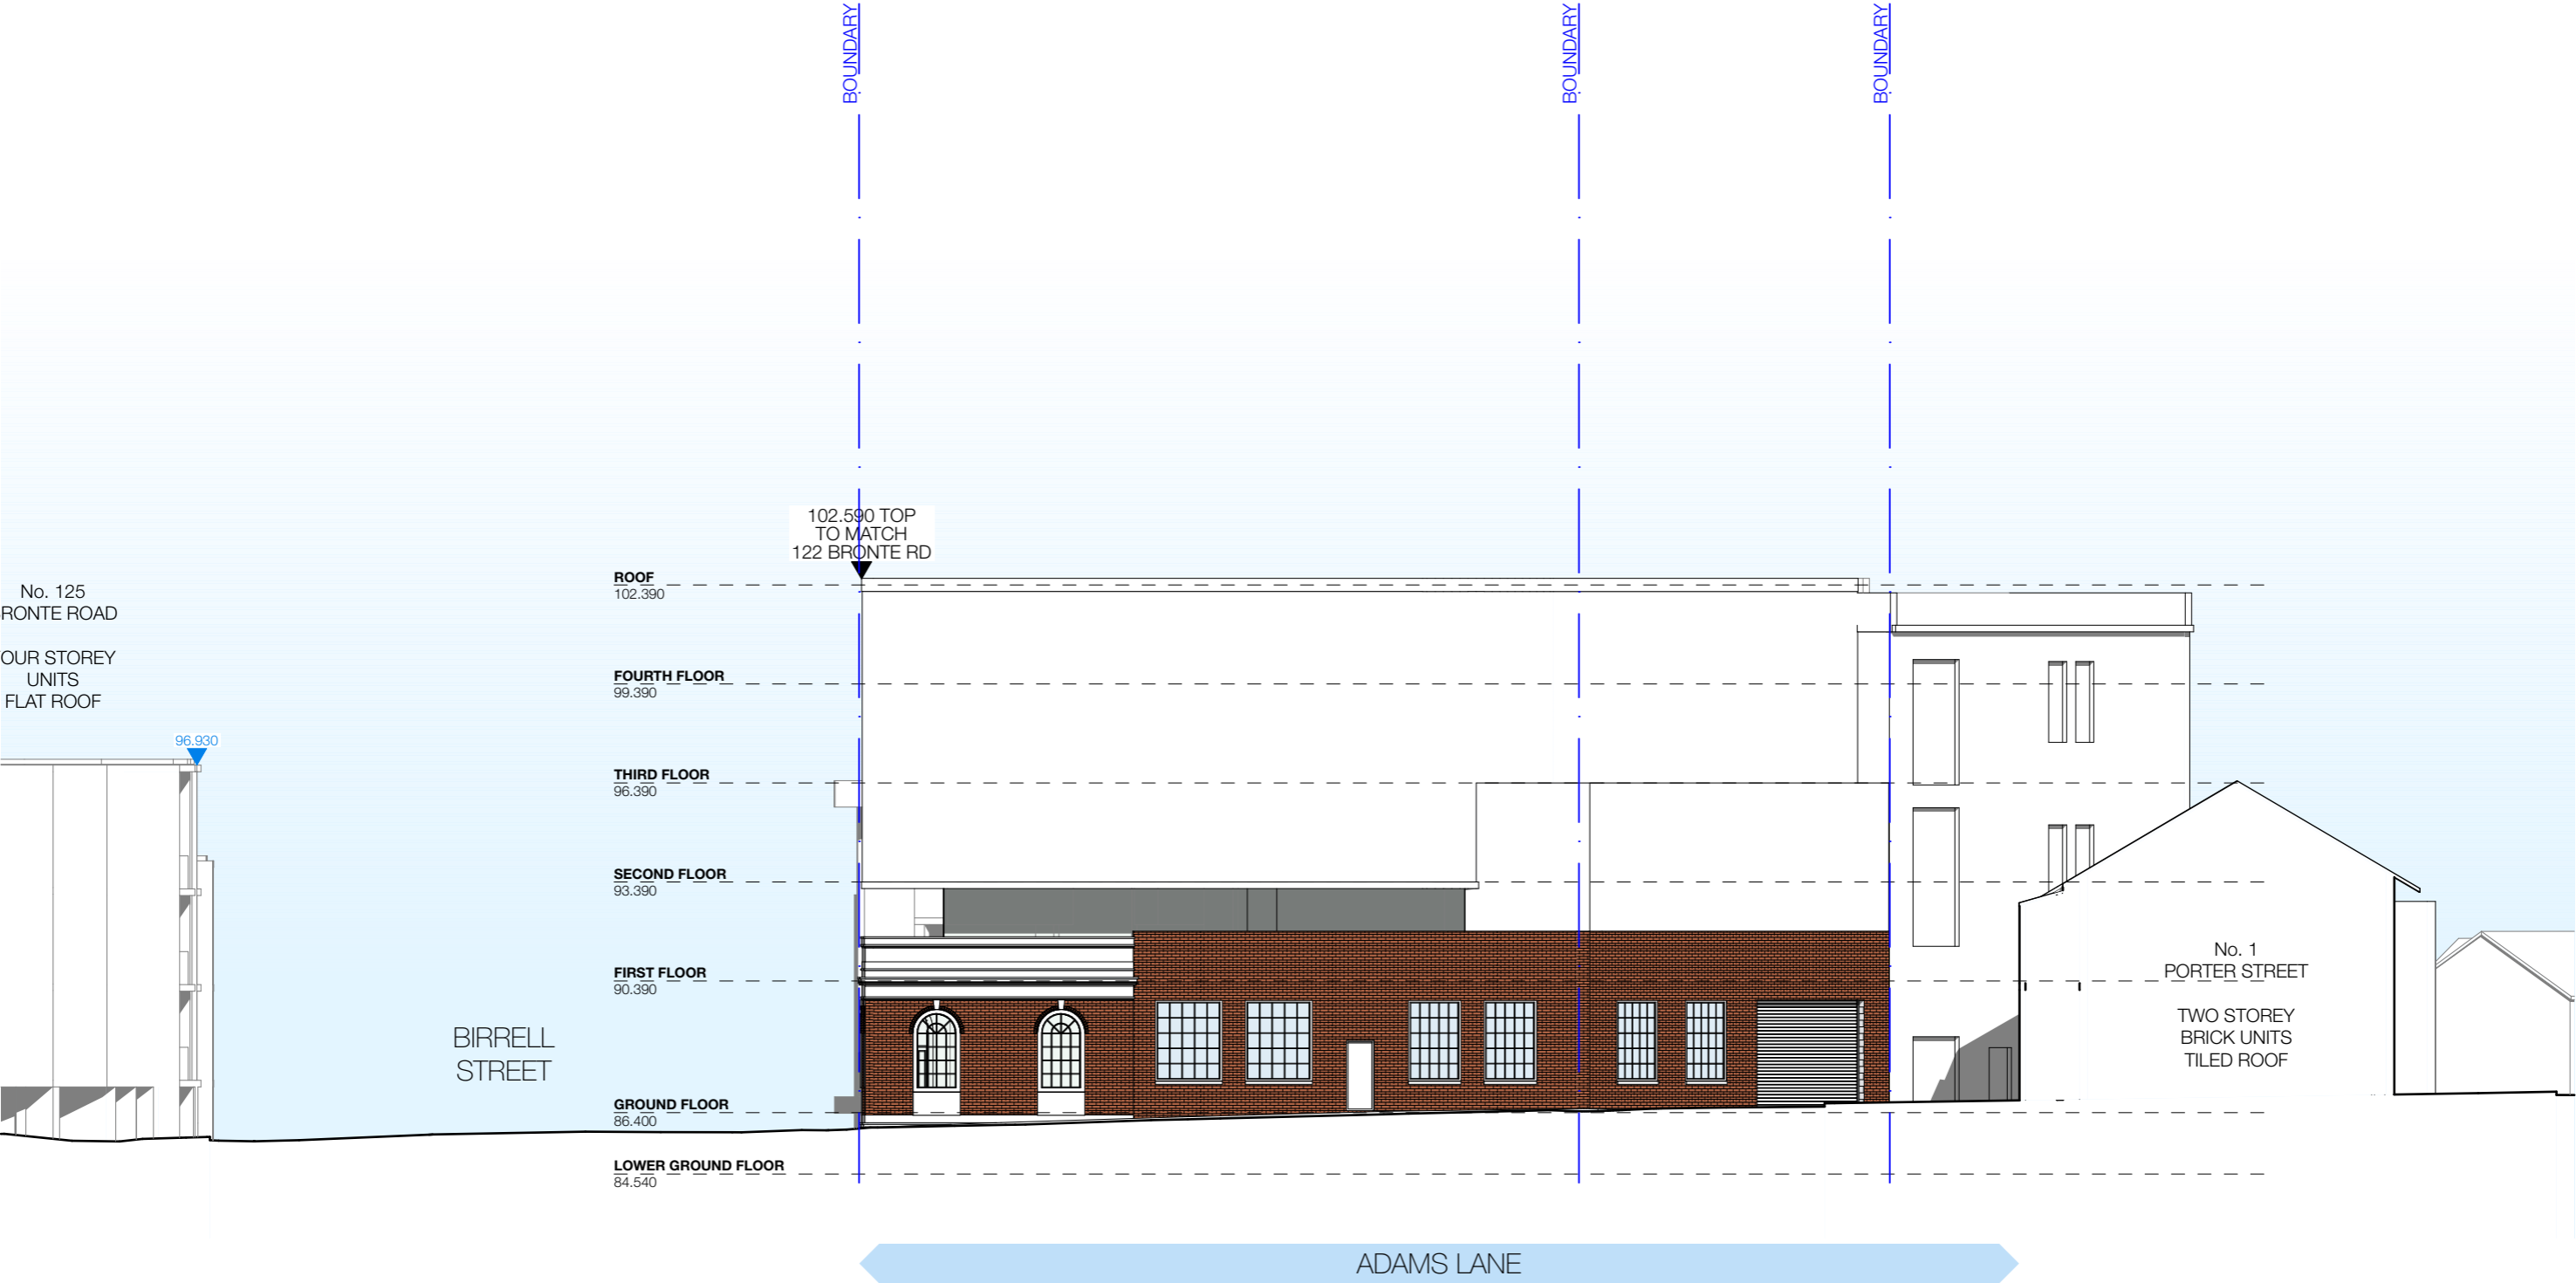 BOUNDARY
BOUNDARY
BOUNDARY
102.590 TOP
TO MATCH
122 BRONTE RD
No. 125
RONTE ROAD
OUR STOREY
UNITS
FLAT ROOF
96.930
ROOF
102.390
FOURTH FLOOR
99.390
THIRD FLOOR
96.390
SECOND FLOOR
93.390
FIRST FLOOR
90.390
GROUND FLOOR
86.400
LOWER GROUND FLOOR
84.540
BIRRELL
STREET
No. 1
PORTER STREET
TWO STOREY
BRICK UNITS
TILED ROOF
ADAMS LANE